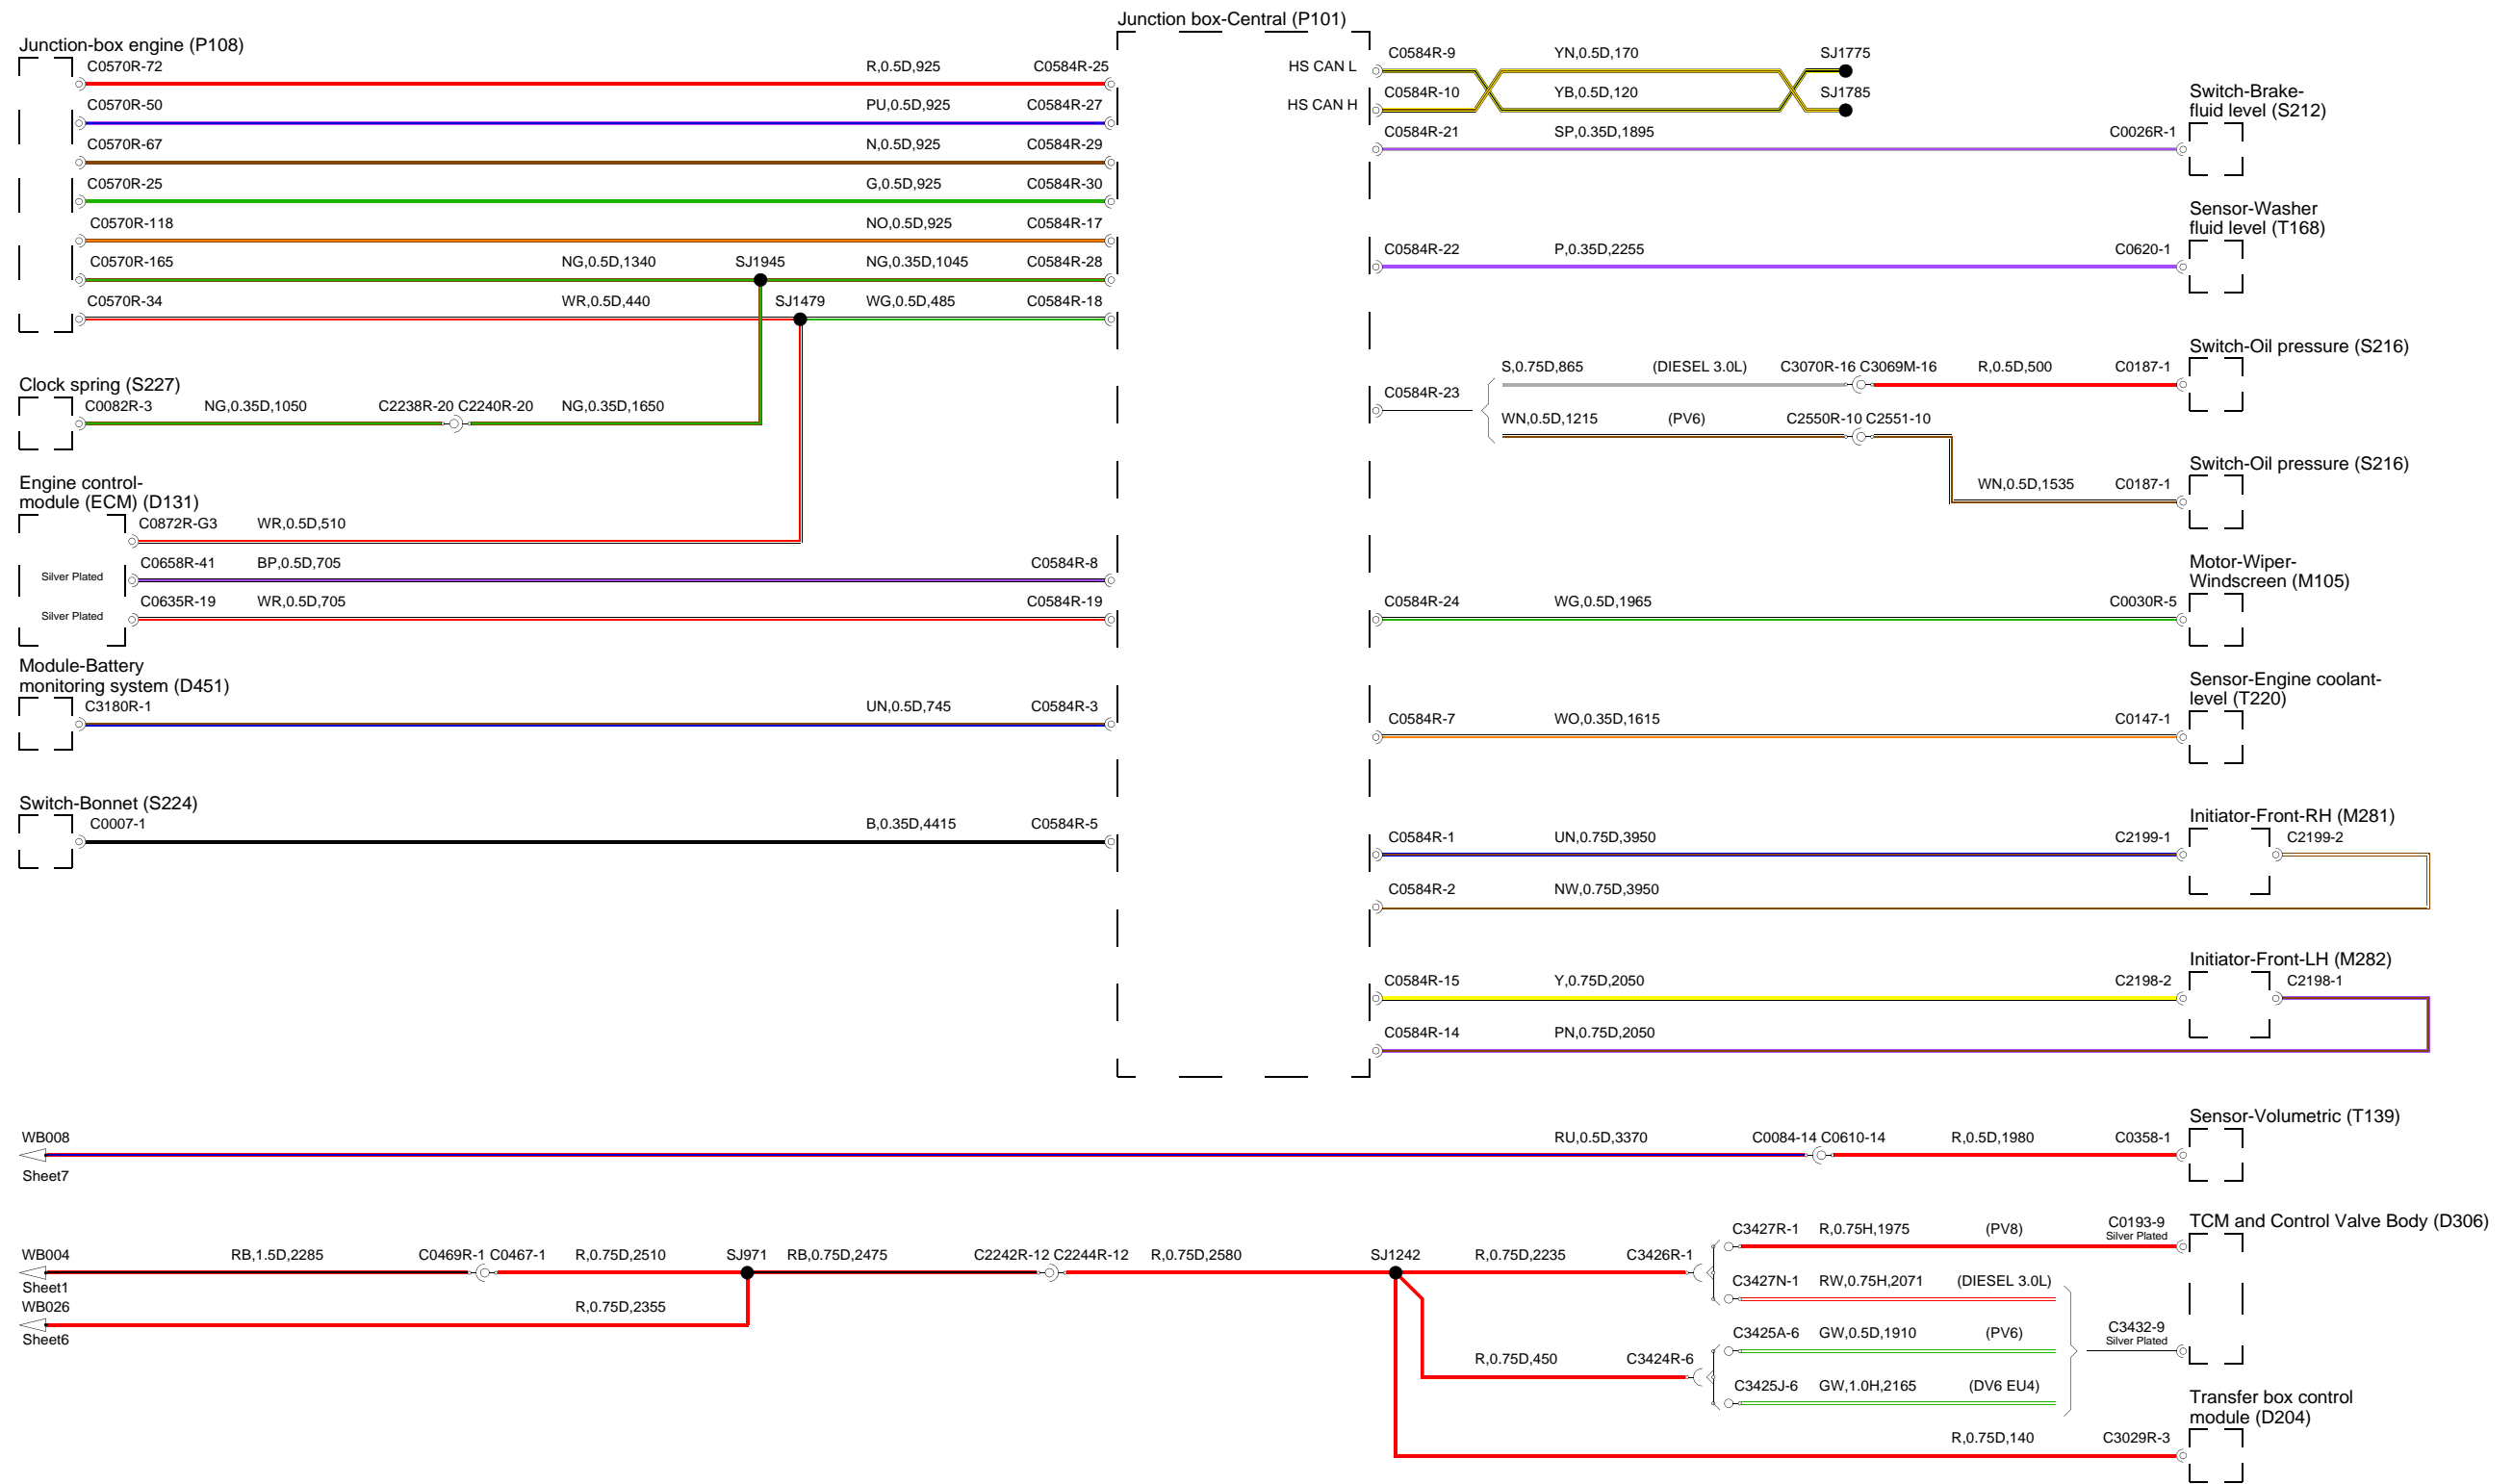 Junction box-Central (P101)
Junction-box engine (P108)
C0570R-72 R,0.5D,925 C0584R-25
C0570R-50 PU,0.5D,925 C0584R-27
C0570R-67 N,0.5D,925 C0584R-29
C0570R-25 G,0.5D,925 C0584R-30
C0570R-118 NO,0.5D,925 C0584R-17
C0570R-165 NG,0.5D,1340 SJ1945 NG,0.35D,1045 C0584R-28
C0570R-34 WR,0.5D,440 SJ1479 WG,0.5D,485 C0584R-18
Clock spring (S227)
C0082R-3 NG,0.35D,1050 C2238R-20 C2240R-20 NG,0.35D,1650
Engine control-
module (ECM) (D131)
C0872R-G3 WR,0.5D,510
Silver Plated C0658R-41 BP,0.5D,705 C0584R-8
Silver Plated C0635R-19 WR,0.5D,705 C0584R-19
Module-Battery
monitoring system (D451)
C3180R-1 UN,0.5D,745 C0584R-3
Switch-Bonnet (S224)
C0007-1 B,0.35D,4415 C0584R-5
HS CAN L C0584R-9 YN,0.5D,170 SJ1775
HS CAN H C0584R-10 YB,0.5D,120 SJ1785
Switch-Brake-
fluid level (S212)
C0584R-21 SP,0.35D,1895 C0026R-1
Sensor-Washer
fluid level (T168)
C0584R-22 P,0.35D,2255 C0620-1
Switch-Oil pressure (S216)
S,0.75D,865 (DIESEL 3.0L) C3070R-16 C3069M-16 R,0.5D,500 C0187-1
C0584R-23
WN,0.5D,1215 (PV6) C2550R-10 C2551-10
Switch-Oil pressure (S216)
WN,0.5D,1535 C0187-1
Motor-Wiper-
Windscreen (M105)
C0584R-24 WG,0.5D,1965 C0030R-5
Sensor-Engine coolant-
level (T220)
C0584R-7 WO,0.35D,1615 C0147-1
Initiator-Front-RH (M281)
C0584R-1 UN,0.75D,3950 C2199-1 C2199-2
C0584R-2 NW,0.75D,3950
Initiator-Front-LH (M282)
C0584R-15 Y,0.75D,2050 C2198-2 C2198-1
C0584R-14 PN,0.75D,2050
Sensor-Volumetric (T139)
WB008 RU,0.5D,3370 C0084-14 C0610-14 R,0.5D,1980 C0358-1
Sheet7
TCM and Control Valve Body (D306)
C3427R-1 R,0.75H,1975 (PV8) C0193-9
Silver Plated
WB004 RB,1.5D,2285 C0469R-1 C0467-1 R,0.75D,2510 SJ971 RB,0.75D,2475 C2242R-12 C2244R-12 R,0.75D,2580 SJ1242 R,0.75D,2235 C3426R-1
Sheet1
C3427N-1 RW,0.75H,2071 (DIESEL 3.0L)
WB026 R,0.75D,2355
Sheet6
C3425A-6 GW,0.5D,1910 (PV6) C3432-9
Silver Plated
R,0.75D,450 C3424R-6
C3425J-6 GW,1.0H,2165 (DV6 EU4)
Transfer box control
module (D204)
R,0.75D,140 C3029R-3